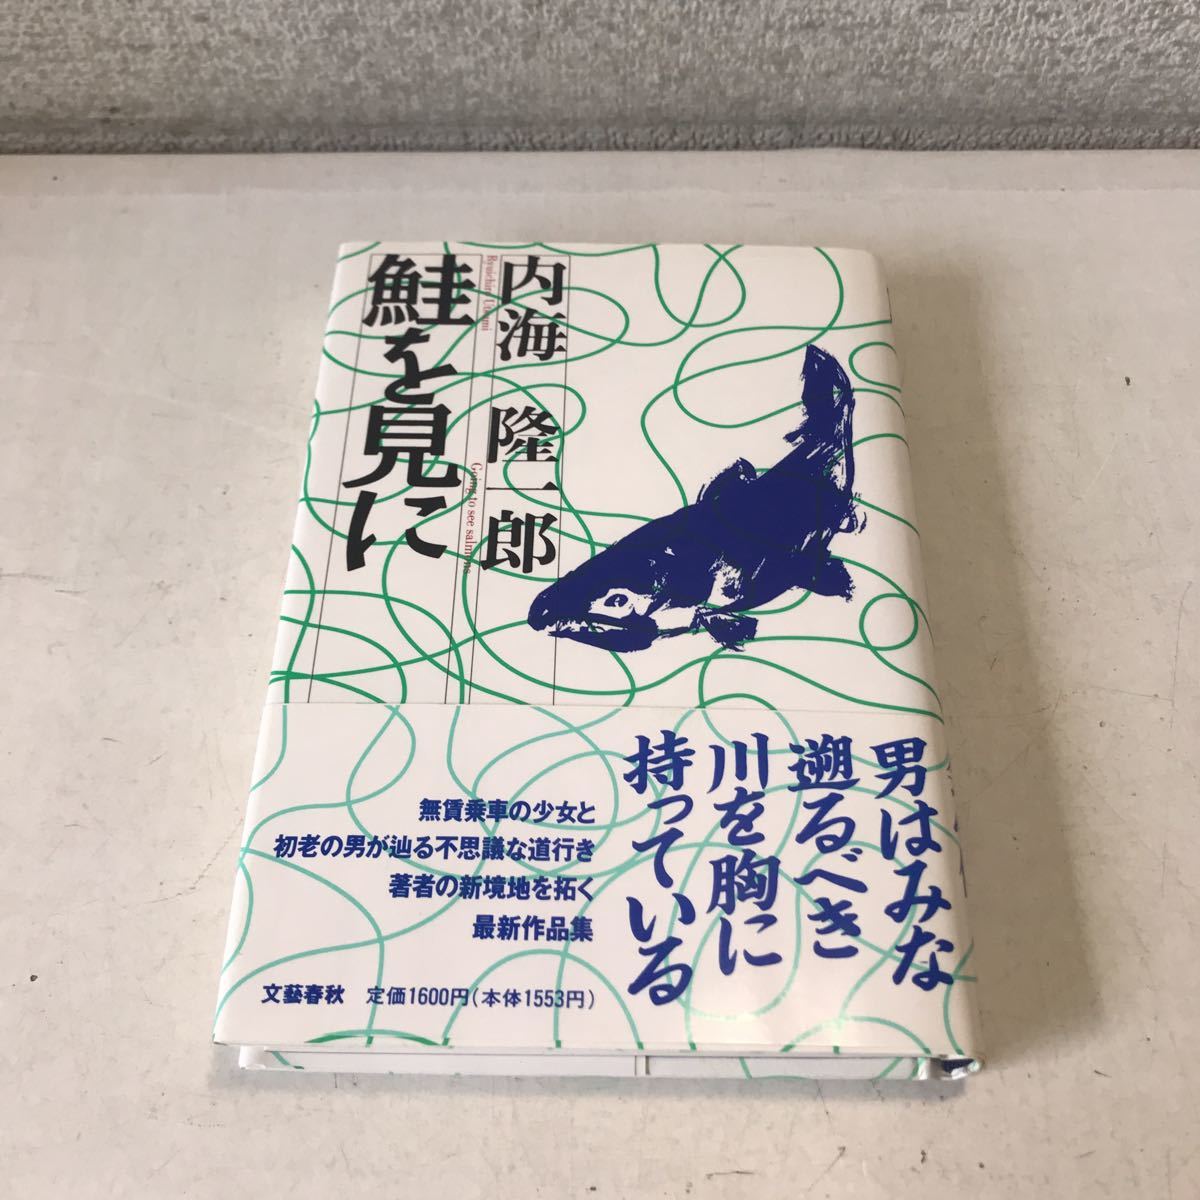 内海 隆一郎
Ryuichiro Utsumi
鮭を見に
Going to see salmons
男はみな
遡るべき
川を胸に
持っている
無賃乗車の少女と
初老の男が辿る不思議な道行き
著者の新境地を拓く
最新作品集
文藝春秋 定価1600円(本体1553円)